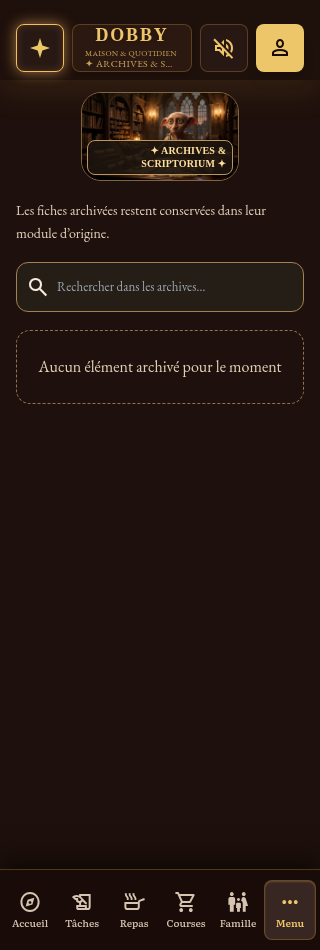 DOBBY
MAISON & QUOTIDIEN
✦ ARCHIVES & S...
✦ ARCHIVES &
SCRIPTORIUM ✦
Les fiches archivées restent conservées dans leur
module d'origine.
Rechercher dans les archives...
Aucun élément archivé pour le moment
Accueil
Tâches
Repas
Courses
Famille
Menu